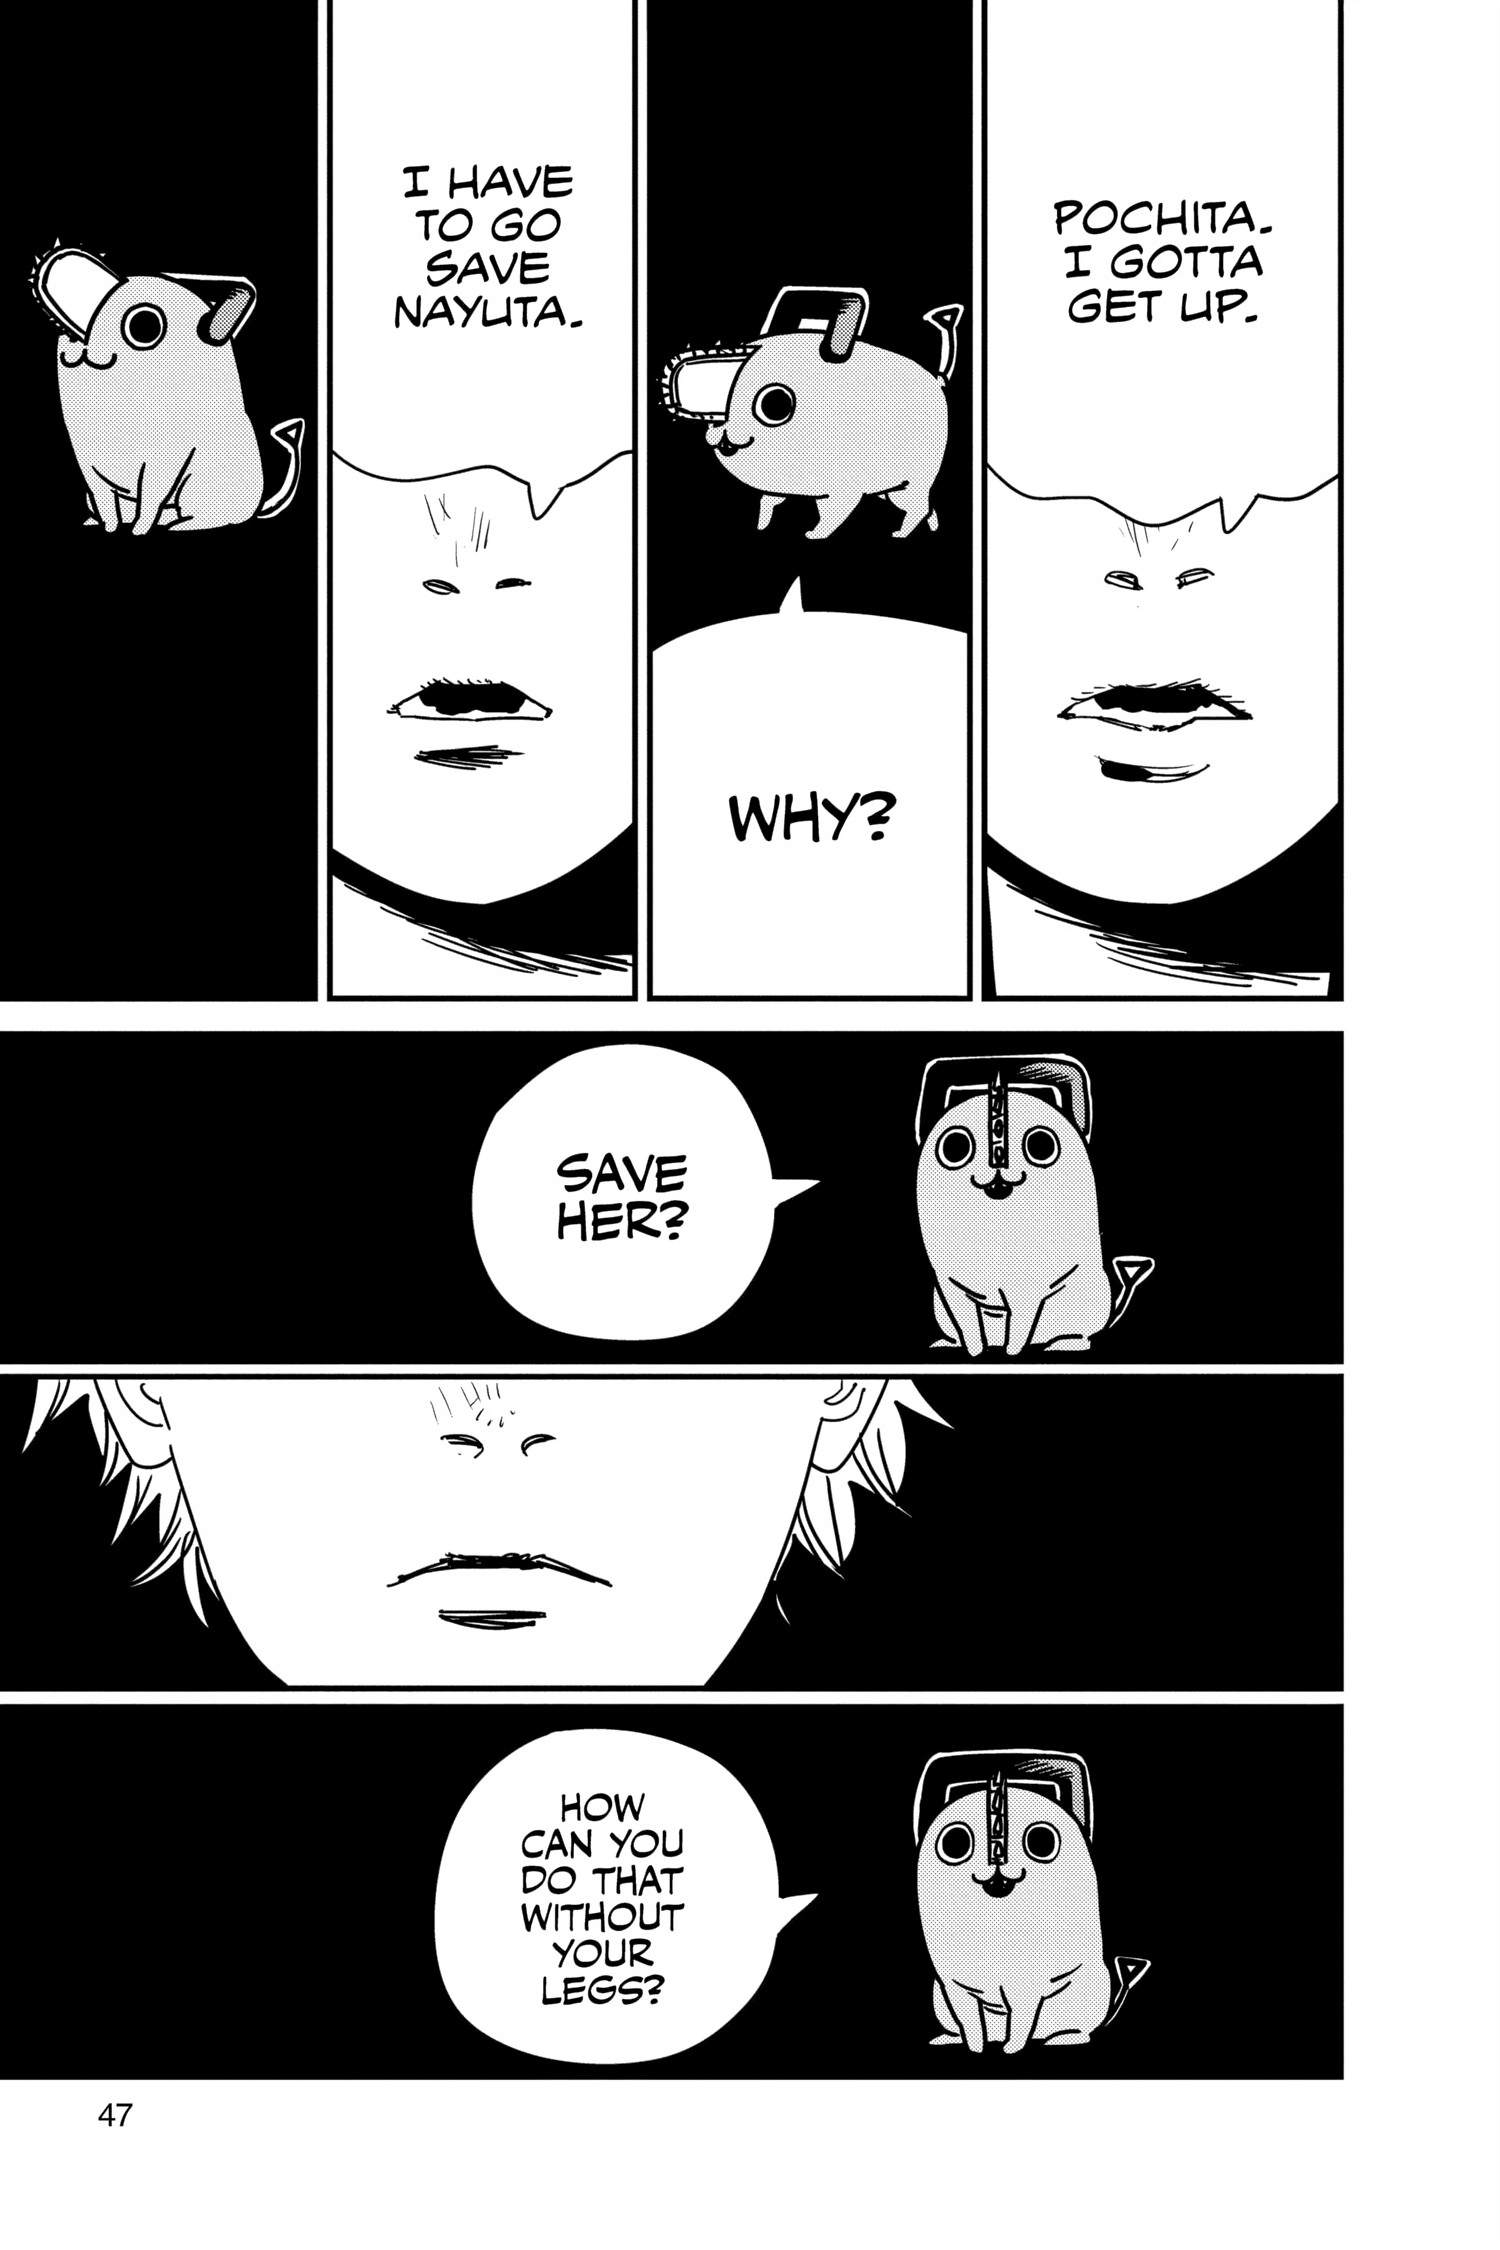 POCHITA.
I GOTTA
GET UP.
WHY?
I HAVE
TO GO
SAVE
NAYUTA.
SAVE
HER?
HOW
CAN YOU
DO THAT
WITHOUT
YOUR
LEGS?
47